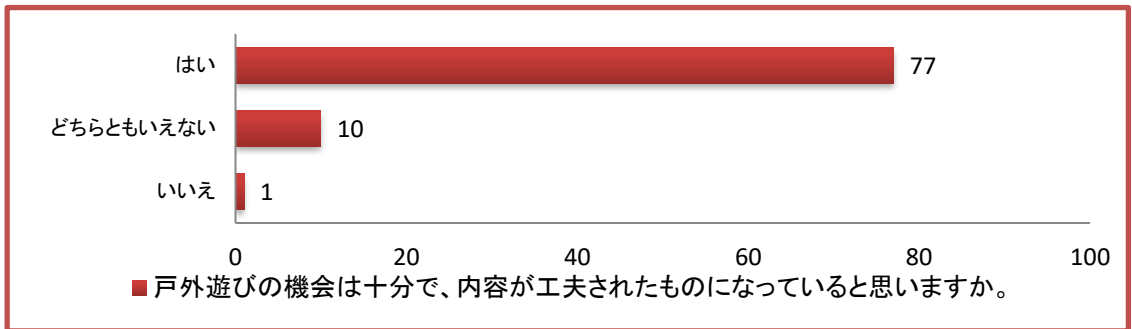 はい 77
どちらともいえない 10
いいえ 1
0 20 40 60 80 100
戸外遊びの機会は十分で、内容が工夫されたものになっていると思いますか。